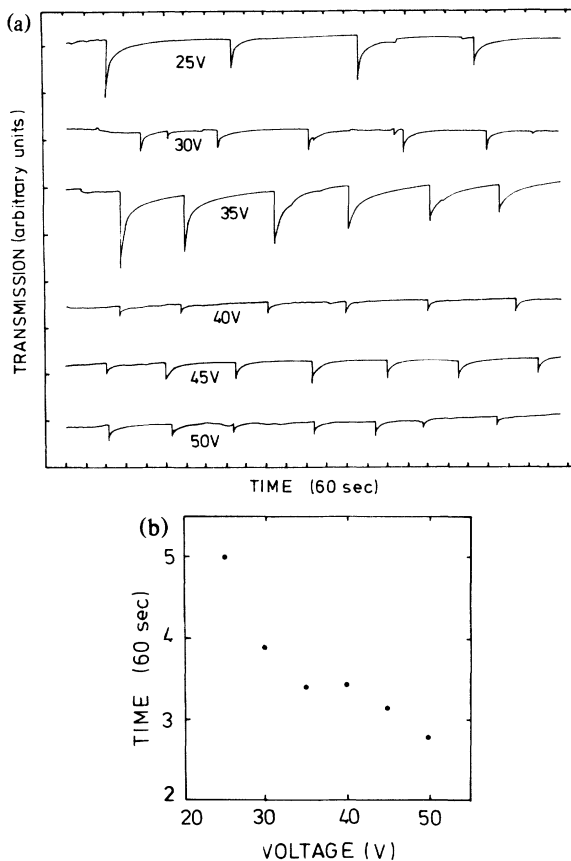 (a)
TRANSMISSION (arbitrary units)
25V
30V
35V
40V
45V
50V
TIME (60 sec)
(b)
TIME (60 sec)
5
4
3
2
20 30 40 50
VOLTAGE (V)